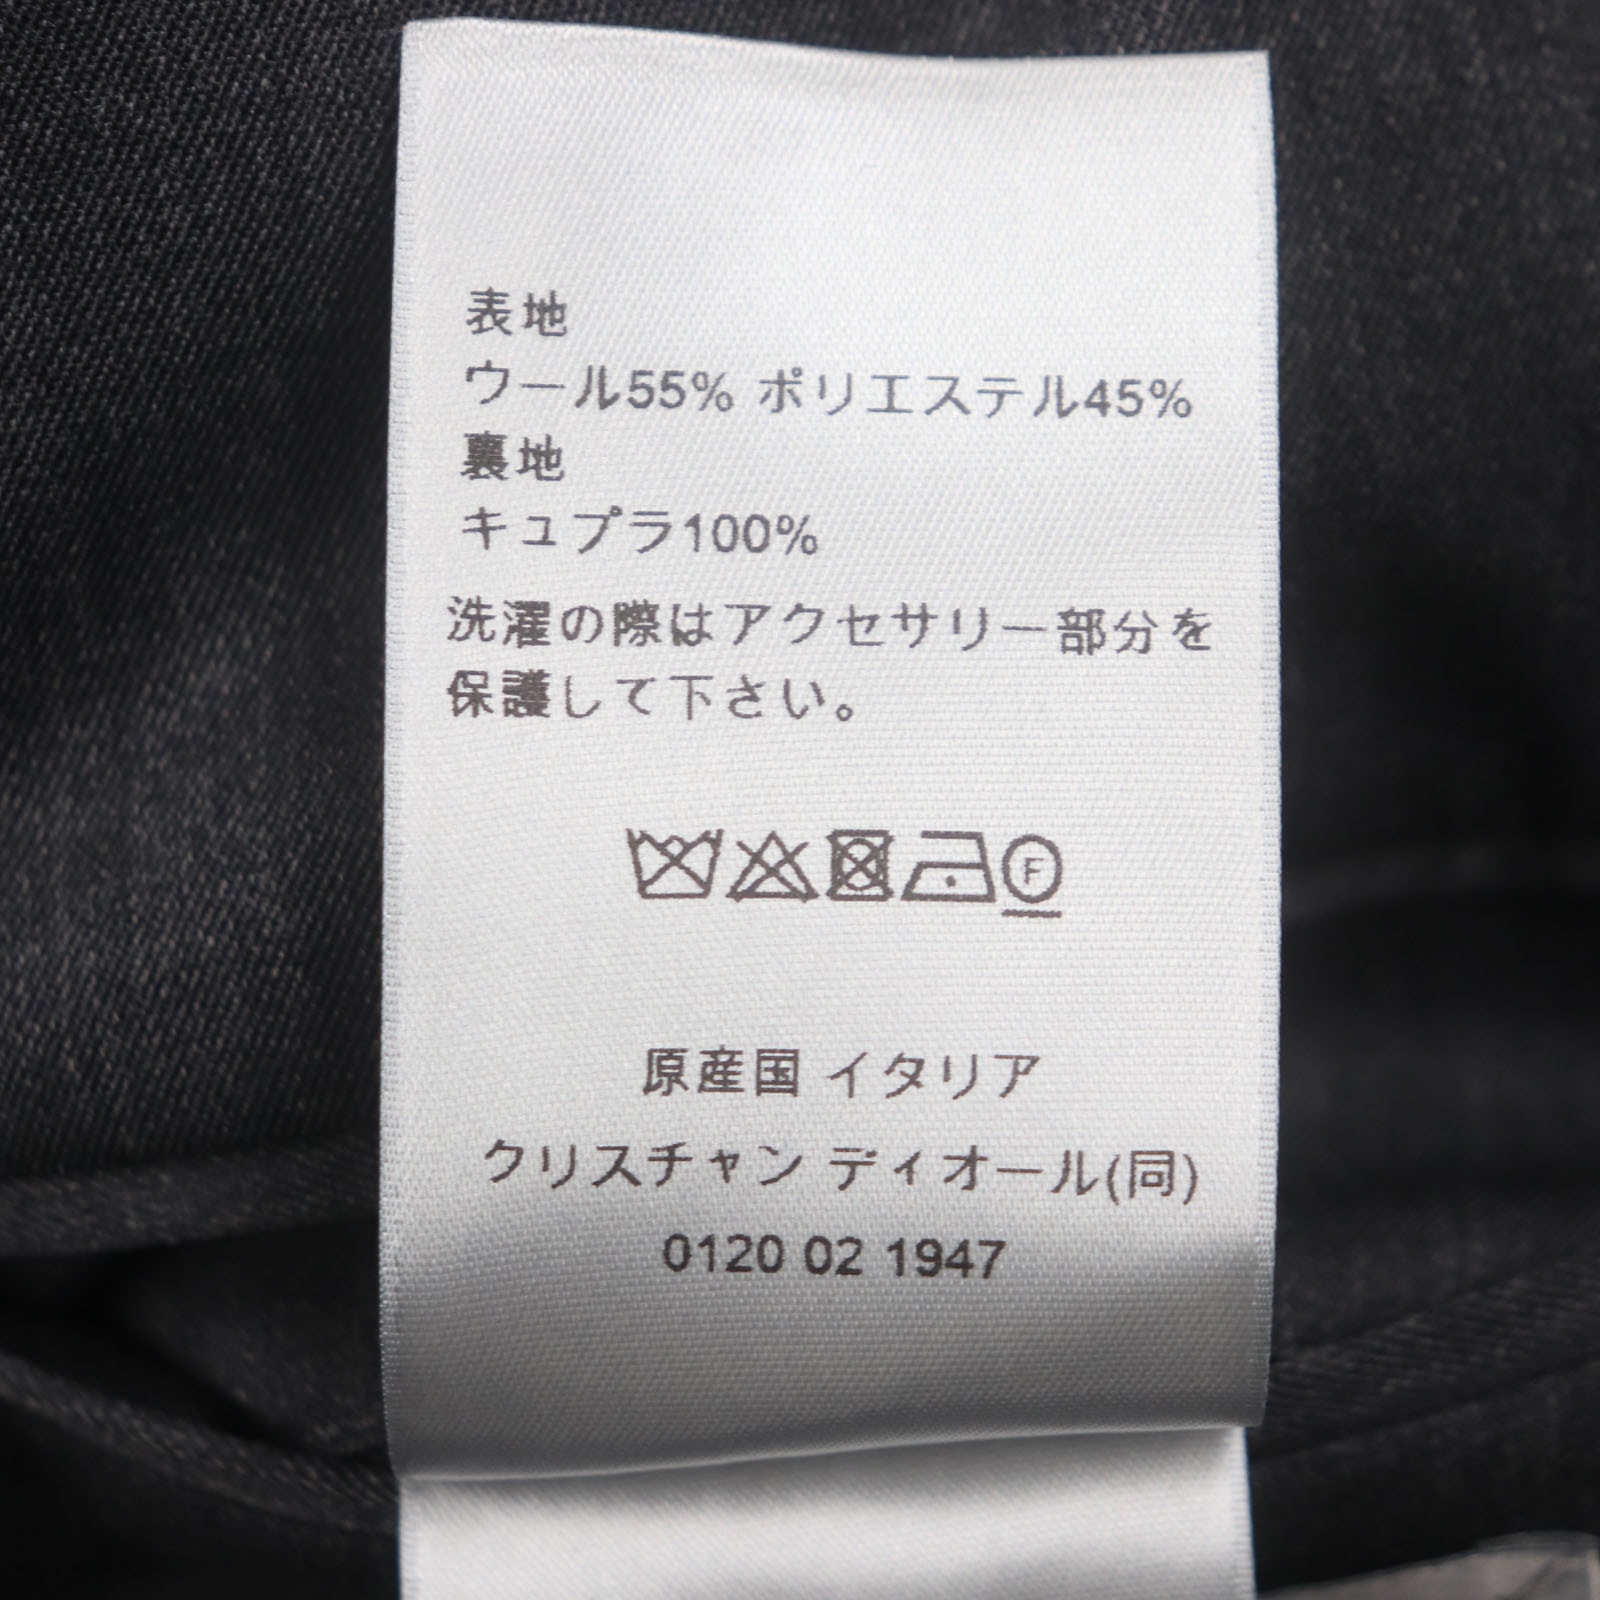 表地
ウール55% ポリエステル45%
裏地
キュプラ100%
洗濯の際はアクセサリー部分を
保護して下さい。
F
原産国 イタリア
クリスチャン ディオール(同)
0120 02 1947